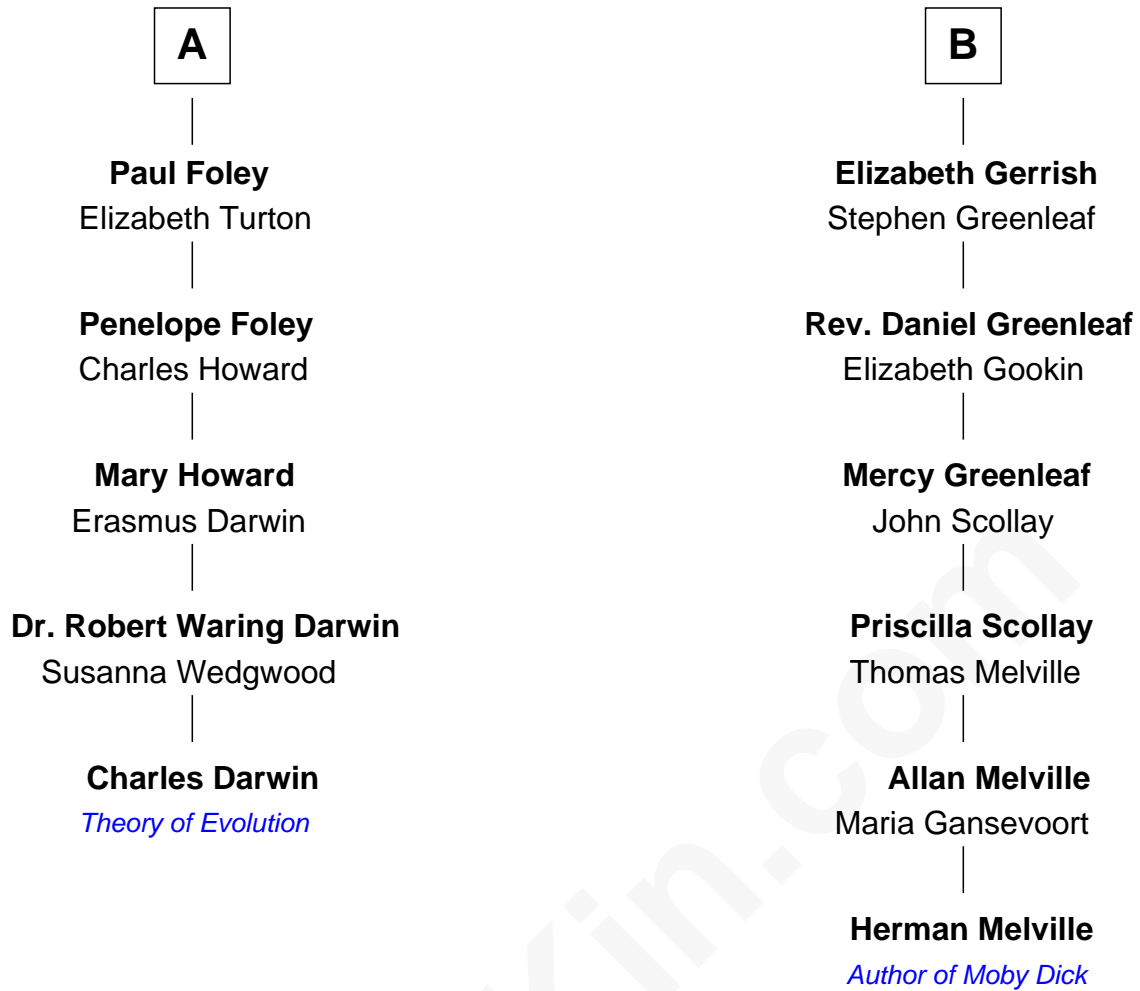 A
Paul Foley
Elizabeth Turton
Penelope Foley
Charles Howard
Mary Howard
Erasmus Darwin
Dr. Robert Waring Darwin
Susanna Wedgwood
Charles Darwin
Theory of Evolution
B
Elizabeth Gerrish
Stephen Greenleaf
Rev. Daniel Greenleaf
Elizabeth Gookin
Mercy Greenleaf
John Scollay
Priscilla Scollay
Thomas Melville
Allan Melville
Maria Gansevoort
Herman Melville
Author of Moby Dick